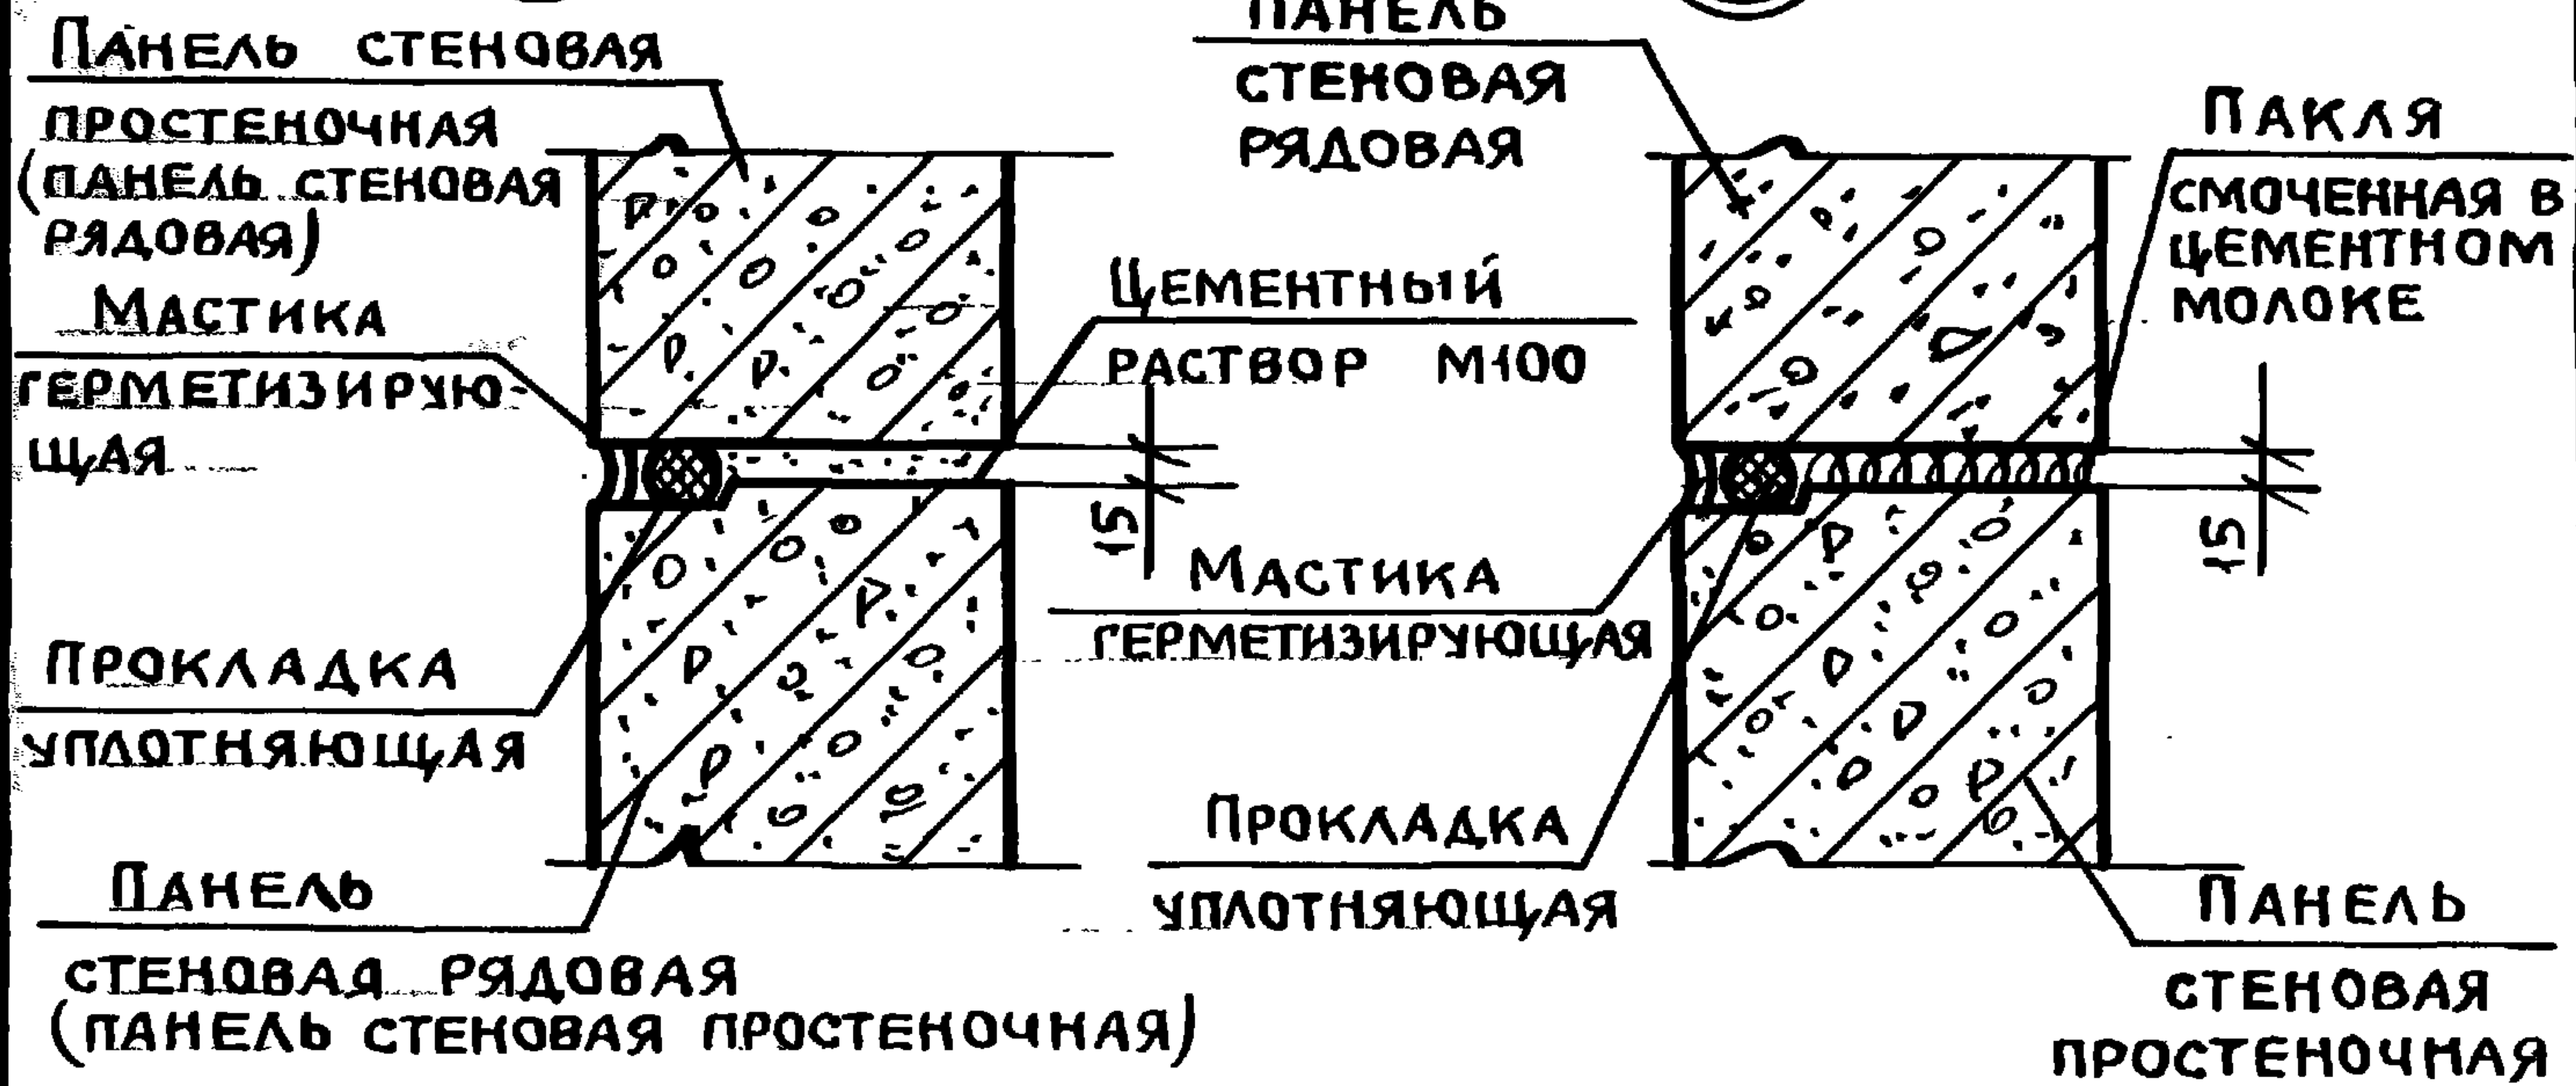 Панель стеновая
простеночная
(панель стеновая
рядовая)
Мастика
герметизирую-
щая
Прокладка
уплотняющая
Панель
стеновая рядовая
(панель стеновая простеночная)
Цементный
раствор М100
15
Панель
стеновая
рядовая
Мастика
герметизирующая
Прокладка
уплотняющая
Пакля
смоченная в
цементном
молоке
15
Панель
стеновая
простеночная